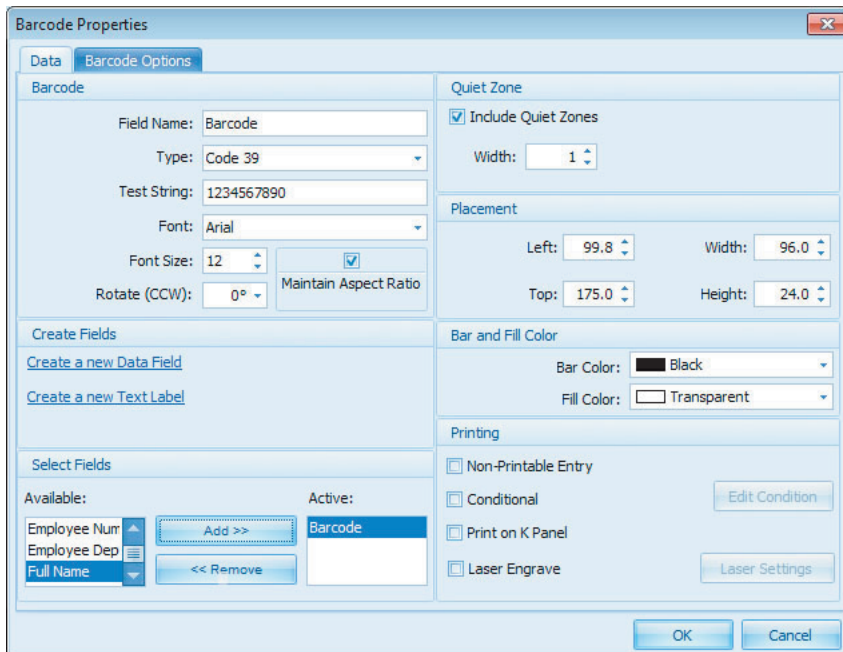 Barcode Properties
Data
Barcode Options
Barcode
Field Name: Barcode
Type: Code 39
Test String: 1234567890
Font: Arial
Font Size: 12
Maintain Aspect Ratio
Rotate (CCW): 0°
Create Fields
Create a new Data Field
Create a new Text Label
Select Fields
Available:
Employee Num
Employee Dep
Full Name
Add >>
<< Remove
Active:
Barcode
Quiet Zone
Include Quiet Zones
Width: 1
Placement
Left: 99.8 Width: 96.0
Top: 175.0 Height: 24.0
Bar and Fill Color
Bar Color: Black
Fill Color: Transparent
Printing
Non-Printable Entry
Conditional Edit Condition
Print on K Panel
Laser Engrave Laser Settings
OK Cancel